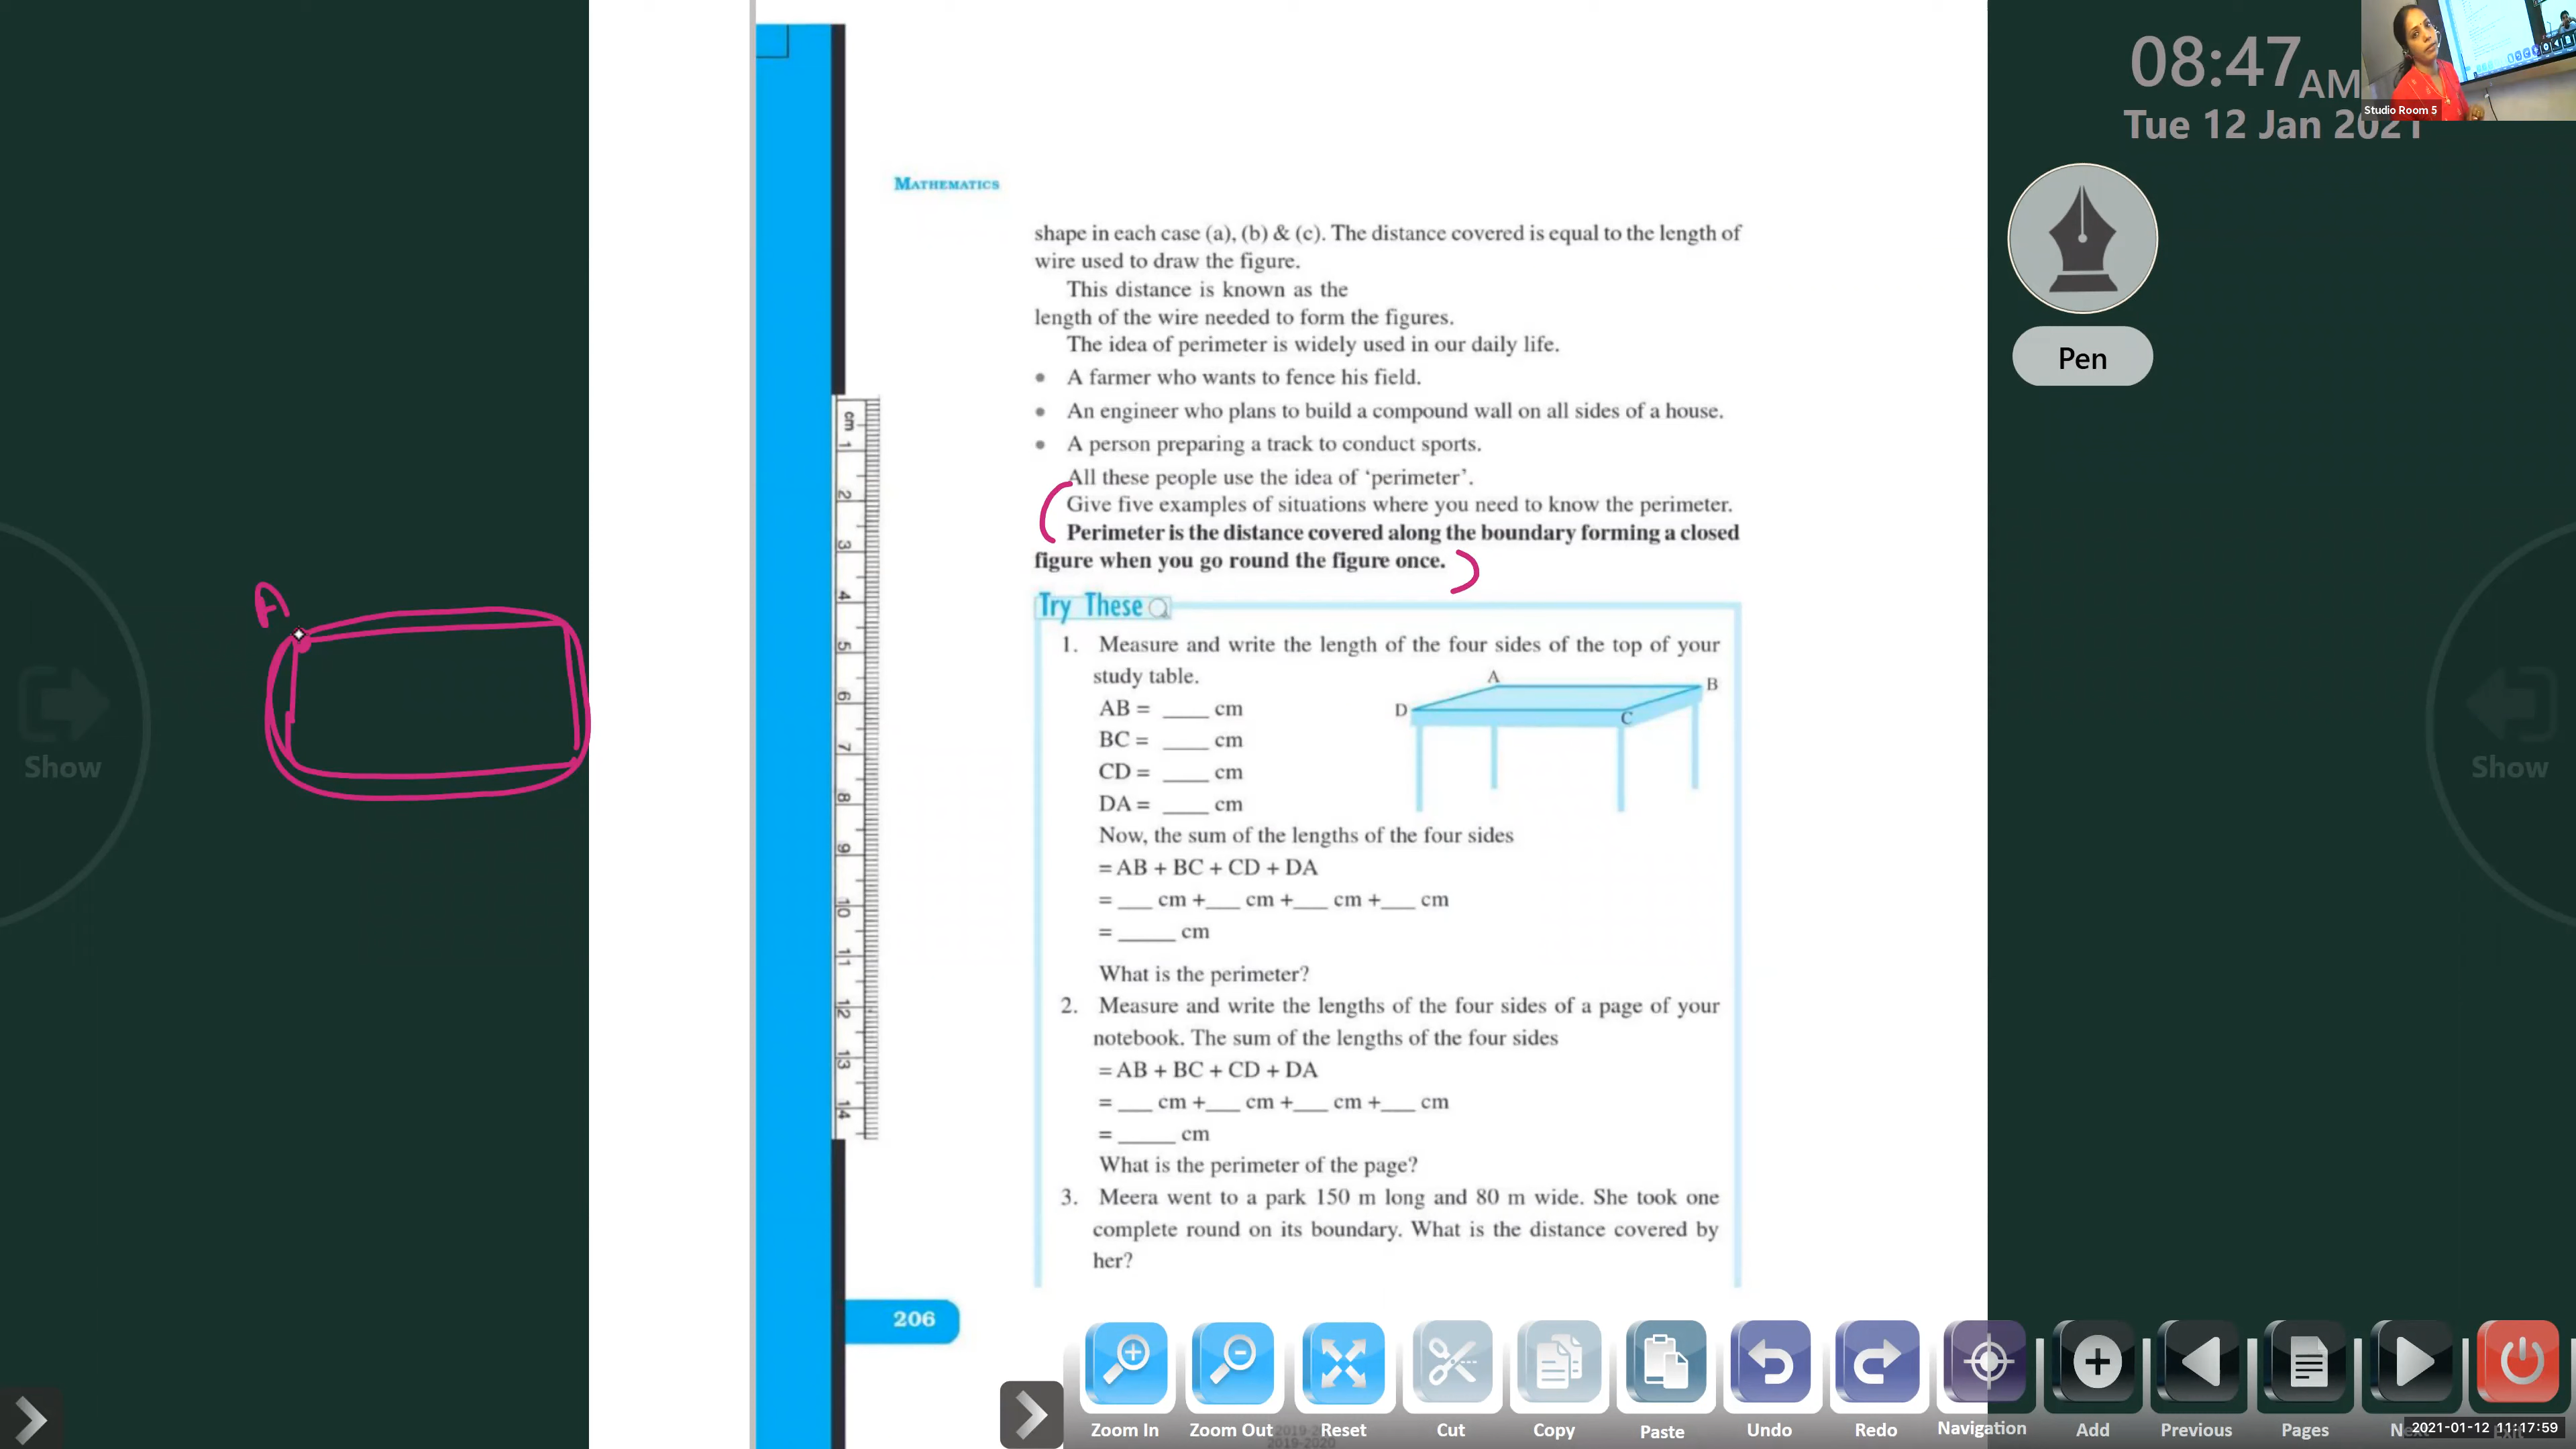 MATHEMATICS
shape in each case (a), (b) & (c). The distance covered is equal to the length of
wire used to draw the figure.
This distance is known as the
length of the wire needed to form the figures.
The idea of perimeter is widely used in our daily life.
• A farmer who wants to fence his field.
• An engineer who plans to build a compound wall on all sides of a house.
• A person preparing a track to conduct sports.
All these people use the idea of ‘perimeter’.
Give five examples of situations where you need to know the perimeter.
Perimeter is the distance covered along the boundary forming a closed
figure when you go round the figure once.
Try These
1. Measure and write the length of the four sides of the top of your
study table.
AB = ____ cm
BC = ____ cm
CD = ____ cm
DA = ____ cm
A
B
D
C
Now, the sum of the lengths of the four sides
= AB + BC + CD + DA
= ___ cm +___ cm +___ cm +___ cm
= _____ cm
What is the perimeter?
2. Measure and write the lengths of the four sides of a page of your
notebook. The sum of the lengths of the four sides
= AB + BC + CD + DA
= ___ cm +___ cm +___ cm +___ cm
= _____ cm
What is the perimeter of the page?
3. Meera went to a park 150 m long and 80 m wide. She took one
complete round on its boundary. What is the distance covered by
her?
206
cm 1 2 3 4 5 6 7 8 9 10 11 12 13 14
A
Show
Show
08:47 AM
Tue 12 Jan 2021
Studio Room 5
Pen
Zoom In
Zoom Out
Reset
Cut
Copy
Paste
Undo
Redo
Navigation
Add
Previous
Pages
2021-01-12 11:17:59
2019-2020